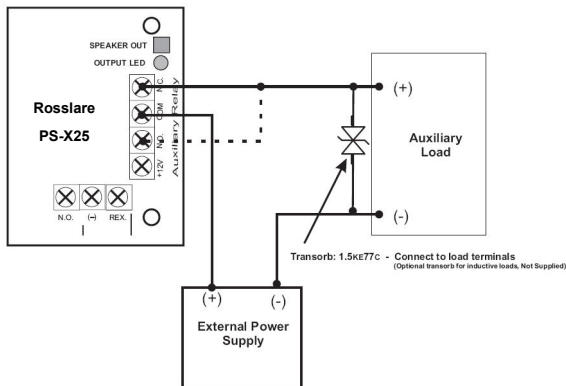 SPEAKER OUT
OUTPUT LED
Rosslare
PS-X25
N.C.
COM
N.O.
+12V
Auxiliary Relay
N.O.
(–)
REX.
(+)
Auxiliary
Load
(-)
Transorb: 1.5KE77C - Connect to load terminals
(Optional transorb for inductive loads, Not Supplied)
(+)
(-)
External Power
Supply